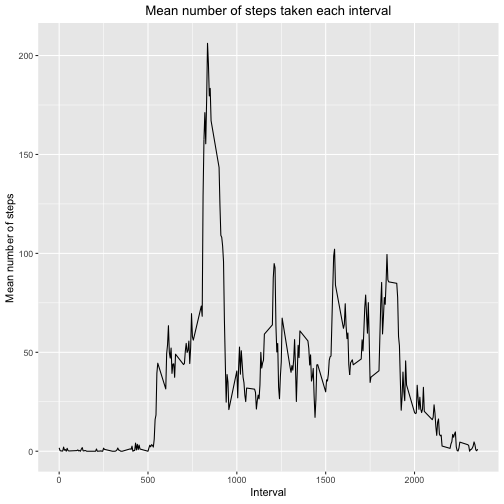 Mean number of steps taken each interval
200
150
100
50
0
Mean number of steps
0 500 1000 1500 2000
Interval